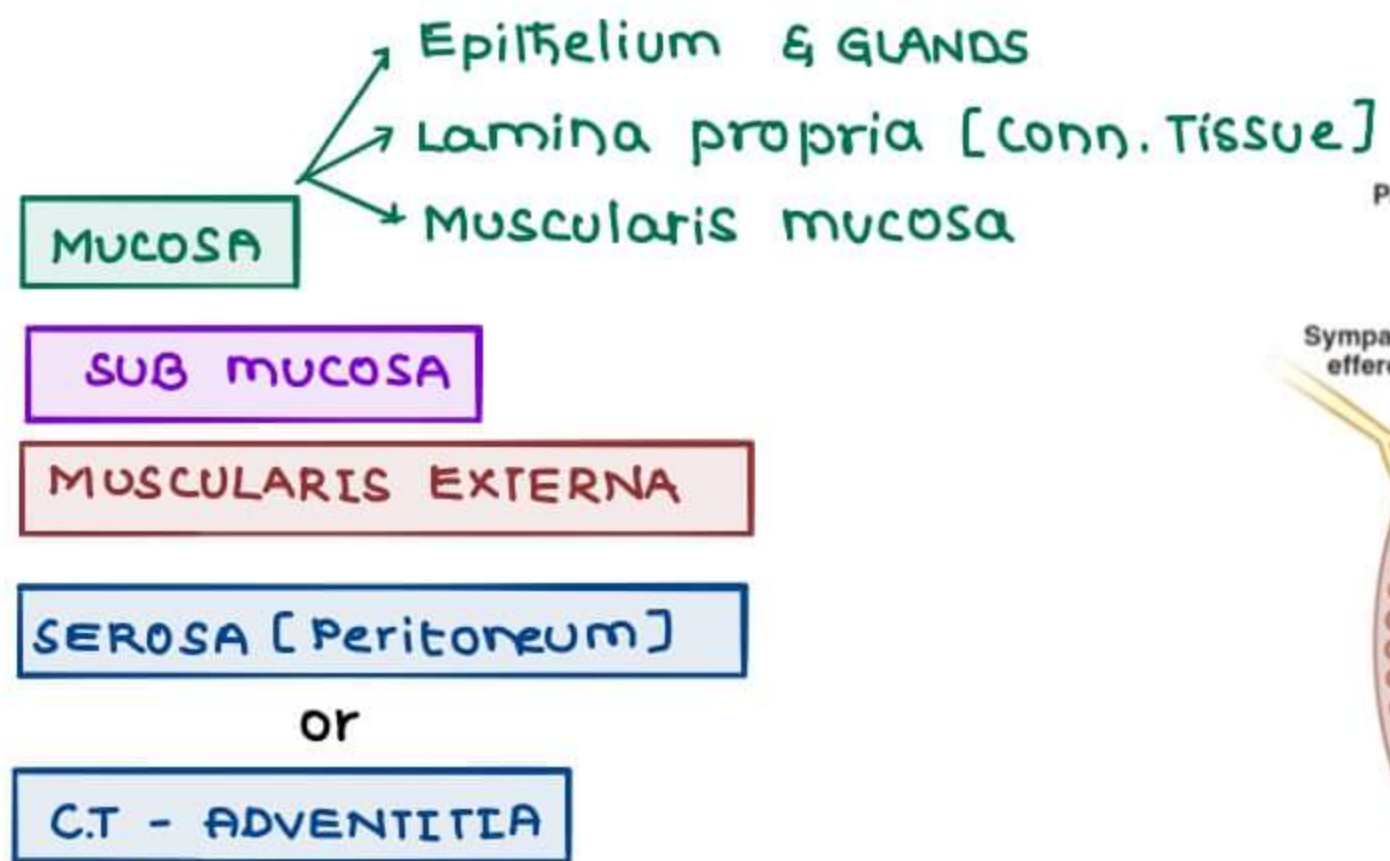 Epithelium & GLANDS
Lamina propria [Conn. Tissue]
Muscularis mucosa
MUCOSA
SUB MUCOSA
MUSCULARIS EXTERNA
SEROSA [Peritoneum]
or
C.T - ADVENTITIA